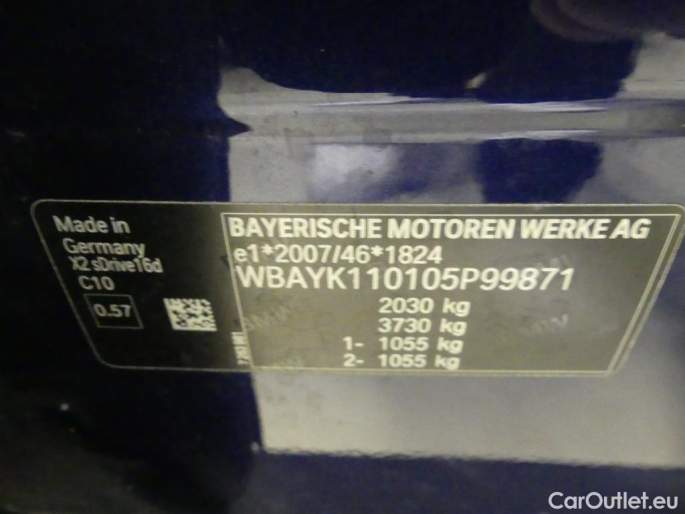 Made in
Germany
X2 sDrive16d
C10
0.57
BAYERISCHE MOTOREN WERKE AG
e1*2007/46*1824
WBAYK110105P99871
2030 kg
3730 kg
1- 1055 kg
2- 1055 kg
CarOutlet.eu